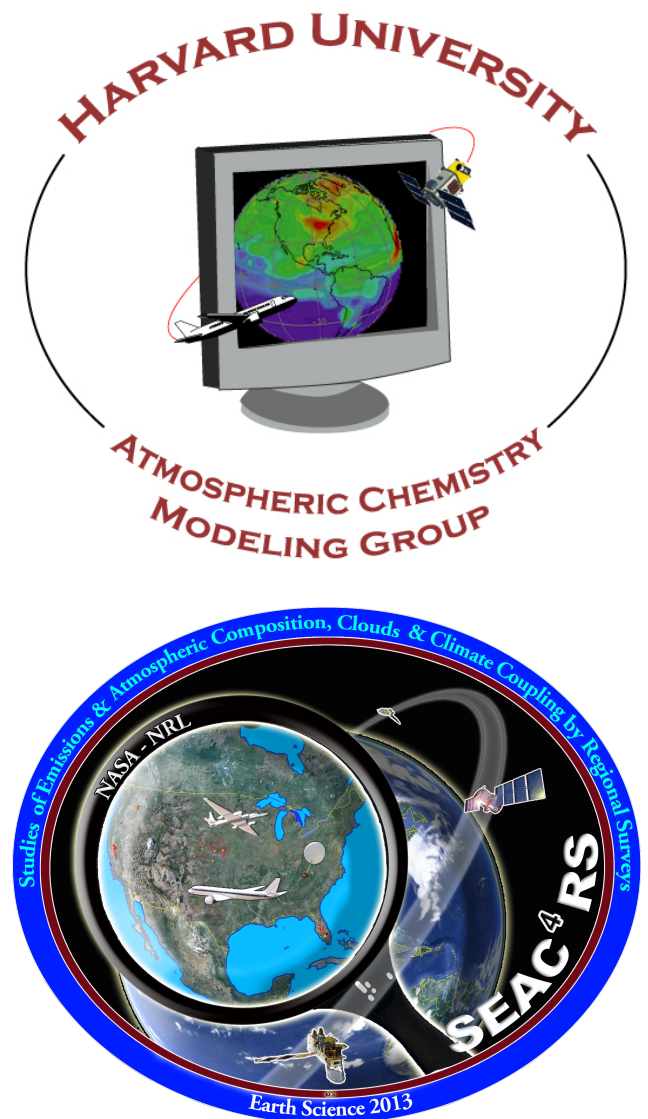 HARVARD UNIVERSITY
ATMOSPHERIC CHEMISTRY
MODELING GROUP
Studies of Emissions & Atmospheric Composition, Clouds & Climate Coupling by Regional Surveys
NASA - NRL
SEAC⁴RS
Earth Science 2013